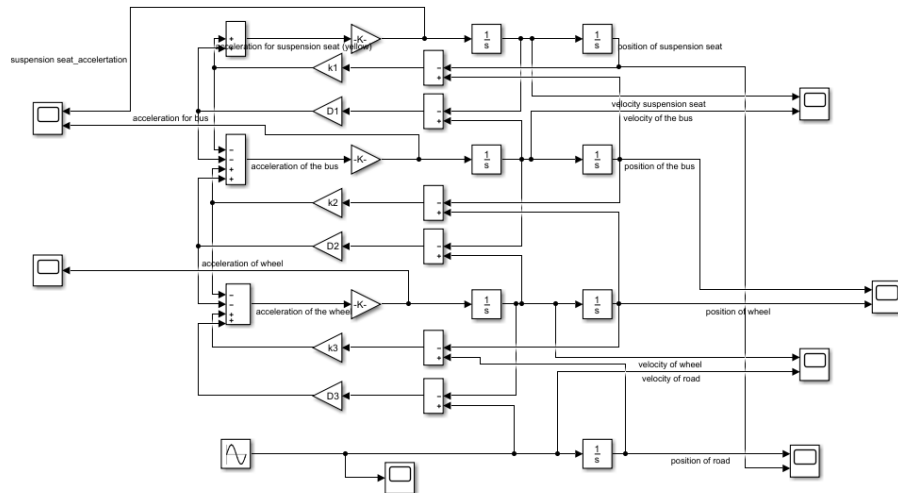 acceleration for suspension seat (yellow)
-K-
1
s
1
s
position of suspension seat
suspension seat_accelertation
k1
velocity suspension seat
D1
acceleration for bus
velocity of the bus
acceleration of the bus
-K-
1
s
1
s
position of the bus
k2
D2
acceleration of wheel
acceleration of the wheel
-K-
1
s
1
s
position of wheel
k3
velocity of wheel
velocity of road
D3
1
s
position of road